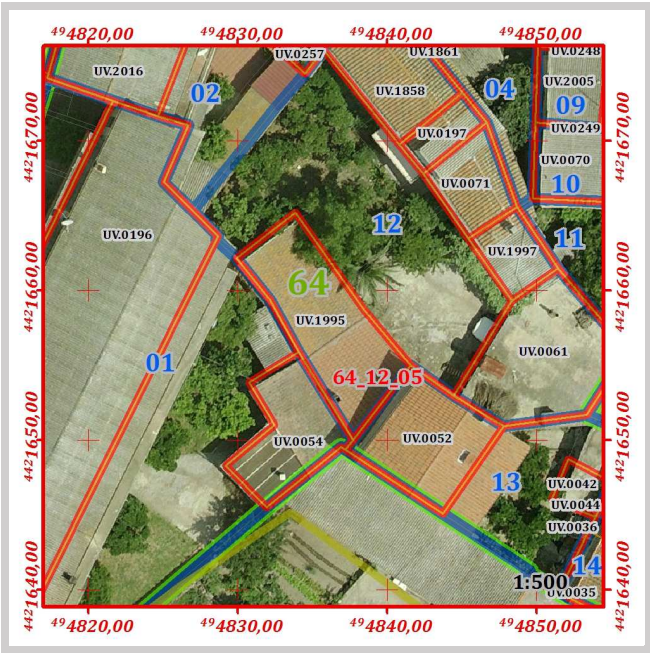 ⁴⁹4820,00 ⁴⁹4830,00 ⁴⁹4840,00 ⁴⁹4850,00
UV.0257 UV.1861 UV.0248
UV.2016
UV.1858 04 UV.2005
02 09
⁴⁴²1670,00 UV.0197 UV.0249 ⁴⁴²1670,00
UV.0070
UV.0071 10
UV.0196 12 11
UV.1997
⁴⁴²1660,00 64 ⁴⁴²1660,00
UV.1995
UV.0061
01 64_12_05
⁴⁴²1650,00 UV.0054 UV.0052 ⁴⁴²1650,00
13 UV.0042
UV.0044
UV.0036
⁴⁴²1640,00 14 ⁴⁴²1640,00
1:500
UV.0035
⁴⁹4820,00 ⁴⁹4830,00 ⁴⁹4840,00 ⁴⁹4850,00